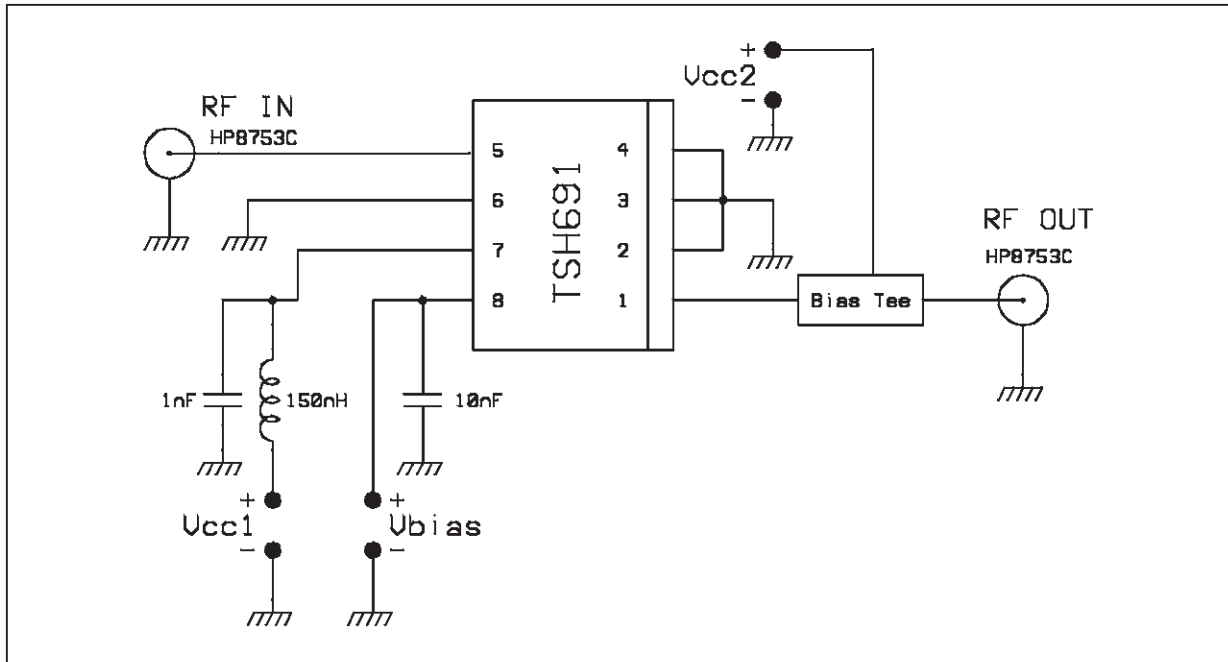 +
Vcc2
-
RF IN
HP8753C
5
4
6
3
TSH691
7
2
8
1
RF OUT
HP8753C
Bias Tee
1nF
150nH
10nF
+
Vcc1
-
+
Vbias
-